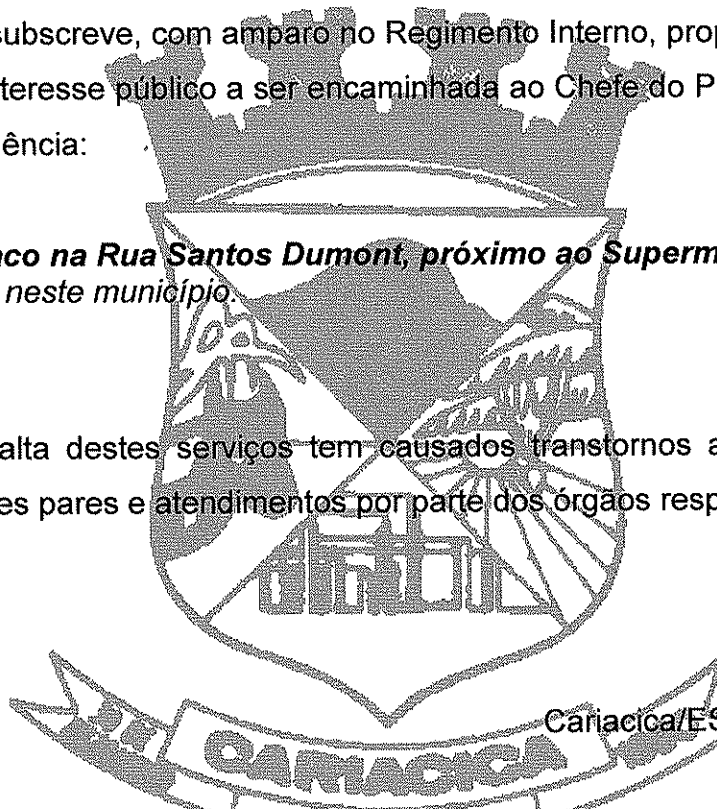 subscreve, com amparo no Regimento Interno, prop
teresse público a ser encaminhada ao Chefe do P
ência:
aco na Rua Santos Dumont, próximo ao Superm
neste município.
alta destes serviços tem causados transtornos a
es pares e atendimentos por parte dos órgãos resp
Cariacica/ES
CARIACICA